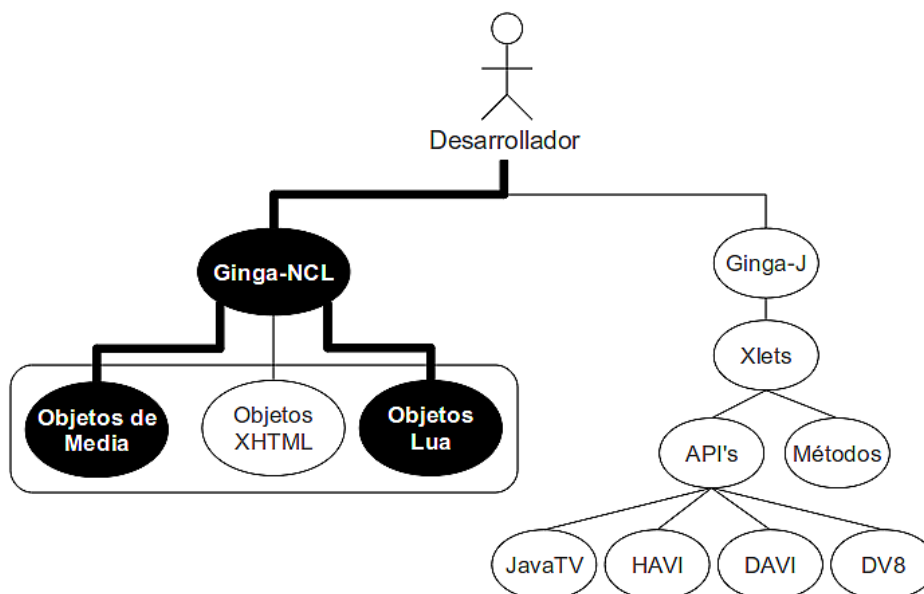 Desarrollador
Ginga-NCL
Ginga-J
Xlets
Objetos de
Media
Objetos
XHTML
Objetos
Lua
API's
Métodos
JavaTV
HAVI
DAVI
DV8